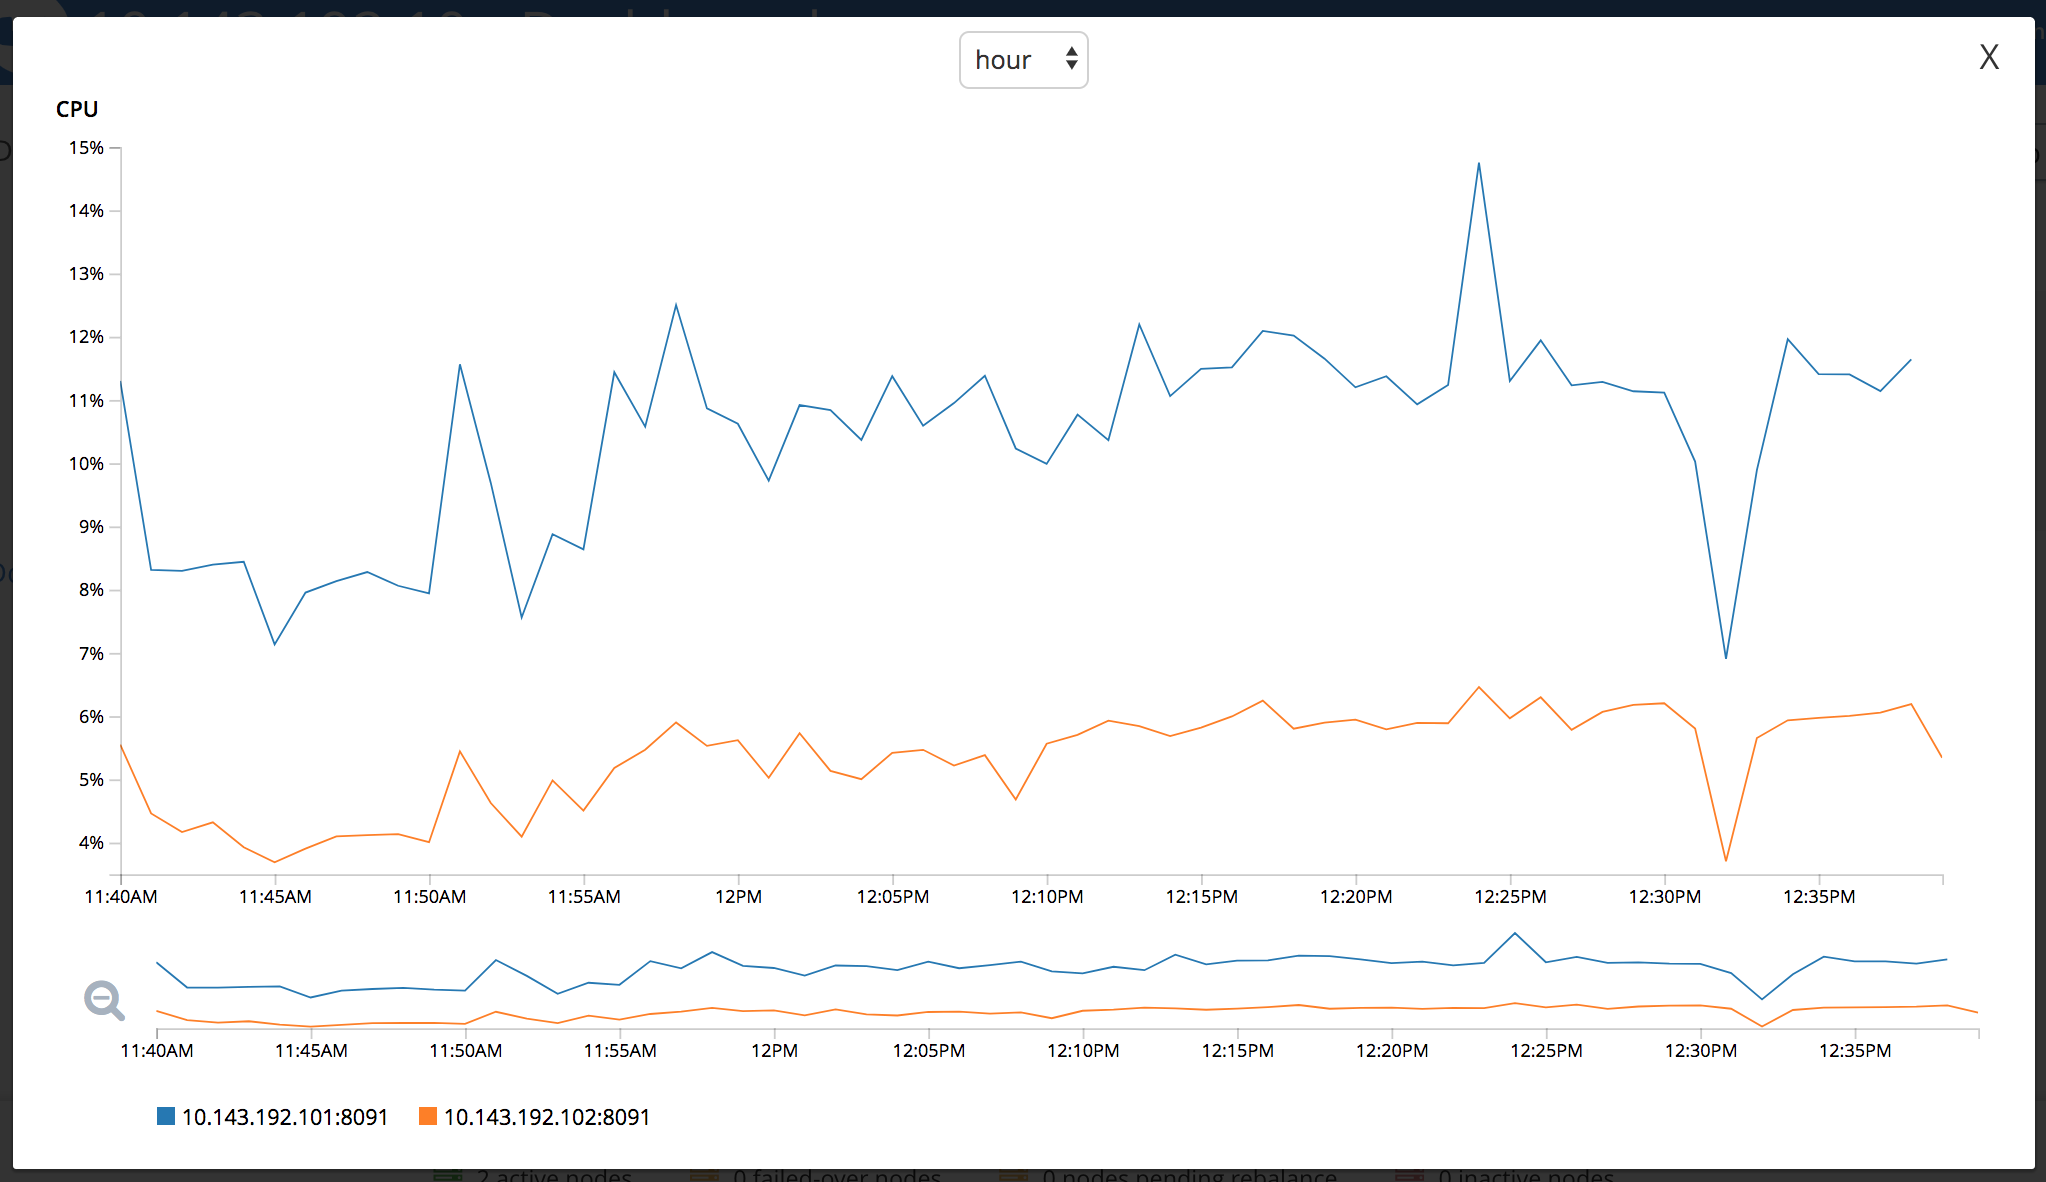 hour
X
CPU
15%
14%
13%
12%
11%
10%
9%
8%
7%
6%
5%
4%
11:40AM 11:45AM 11:50AM 11:55AM 12PM 12:05PM 12:10PM 12:15PM 12:20PM 12:25PM 12:30PM 12:35PM
11:40AM 11:45AM 11:50AM 11:55AM 12PM 12:05PM 12:10PM 12:15PM 12:20PM 12:25PM 12:30PM 12:35PM
10.143.192.101:8091 10.143.192.102:8091
2 active nodes 0 failed-over nodes 0 nodes pending rebalance 0 inactive nodes